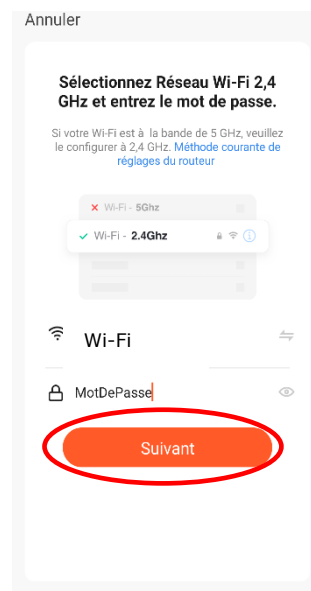 Annuler
Sélectionnez Réseau Wi-Fi 2,4
GHz et entrez le mot de passe.
Si votre Wi-Fi est à la bande de 5 GHz, veuillez
le configurer à 2,4 GHz. Méthode courante de
réglages du routeur
Wi-Fi - 5Ghz
Wi-Fi - 2.4Ghz
Wi-Fi
MotDePasse
Suivant